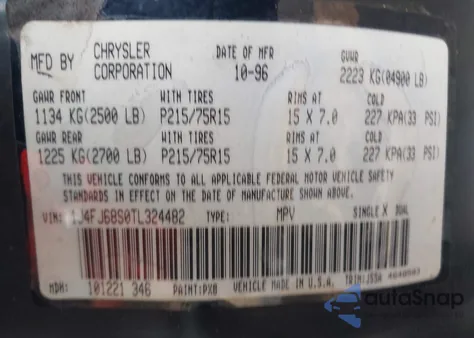 MFD BY CHRYSLER CORPORATION DATE OF MFR 10-96 GVWR 2223 KG(04900 LB)
GAWR FRONT WITH TIRES RIMS AT COLD
1134 KG(2500 LB) P215/75R15 15 X 7.0 227 KPA(33 PSI)
GAWR REAR WITH TIRES RIMS AT COLD
1225 KG(2700 LB) P215/75R15 15 X 7.0 227 KPA(33 PSI)
THIS VEHICLE CONFORMS TO ALL APPLICABLE FEDERAL MOTOR VEHICLE SAFETY
STANDARDS IN EFFECT ON THE DATE OF MANUFACTURE SHOWN ABOVE.
VIN: 1J4FJ68S0TL324482 TYPE: MPV SINGLE X DUAL
MDH: 101221 346 PAINT:PX8 VEHICLE MADE IN U.S.A. TRIM:JSSA
autoSnap